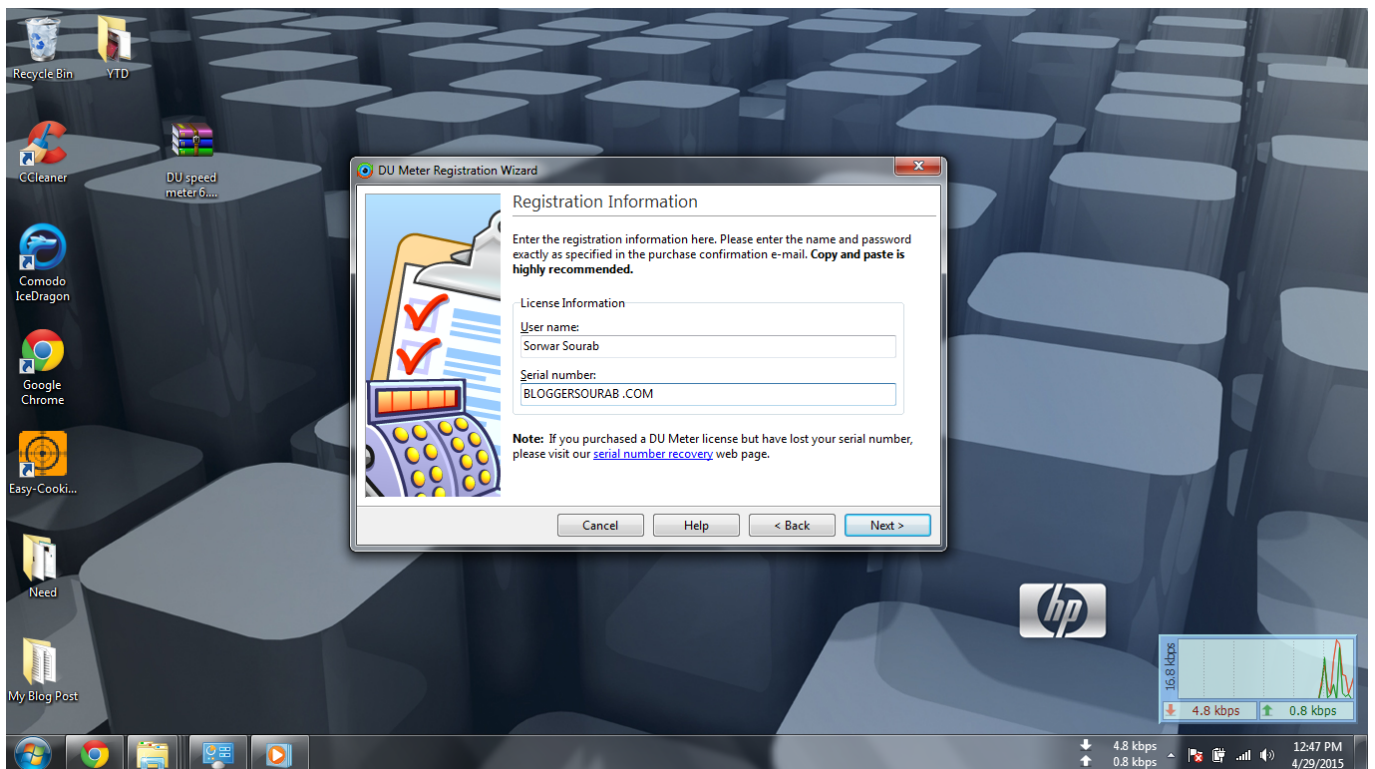 Recycle Bin
YTD
CCleaner
DU speed
meter 6....
Comodo
IceDragon
Google
Chrome
Easy-Cooki...
Need
My Blog Post
DU Meter Registration Wizard
Registration Information
Enter the registration information here. Please enter the name and password
exactly as specified in the purchase confirmation e-mail. Copy and paste is
highly recommended.
License Information
User name:
Sorwar Sourab
Serial number:
BLOGGERSOURAB .COM
Note: If you purchased a DU Meter license but have lost your serial number,
please visit our serial number recovery web page.
Cancel
Help
< Back
Next >
hp
16.8 kbps
4.8 kbps
0.8 kbps
4.8 kbps
0.8 kbps
12:47 PM
4/29/2015